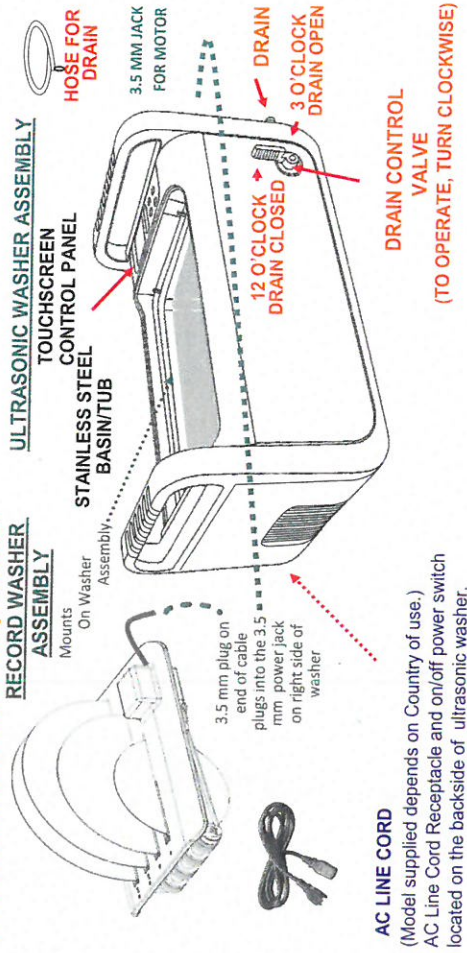 RECORD WASHER
ASSEMBLY
Mounts
On Washer
Assembly
ULTRASONIC WASHER ASSEMBLY
TOUCHSCREEN
CONTROL PANEL
STAINLESS STEEL
BASIN/TUB
HOSE FOR
DRAIN
3.5 MM JACK
FOR MOTOR
DRAIN
3 O'CLOCK
DRAIN OPEN
12 O'CLOCK
DRAIN CLOSED
DRAIN CONTROL
VALVE
(TO OPERATE, TURN CLOCKWISE)
3.5 mm plug on
end of cable
plugs into the 3.5
mm power jack
on right side of
washer
AC LINE CORD
(Model supplied depends on Country of use.)
AC Line Cord Receptacle and on/off power switch
located on the backside of ultrasonic washer.